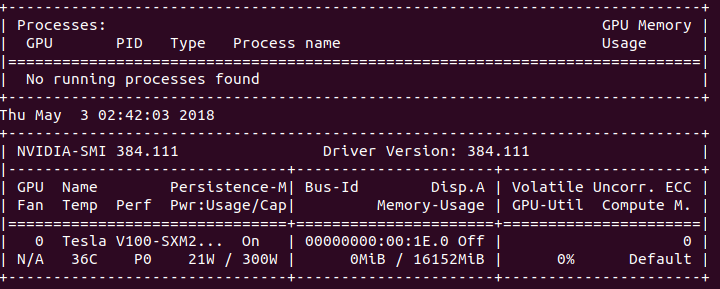 +-----------------------------------------------------------------------------+
| Processes:                                                       GPU Memory |
|  GPU       PID   Type   Process name                             Usage      |
|=============================================================================|
|  No running processes found                                                 |
+-----------------------------------------------------------------------------+
Thu May  3 02:42:03 2018
+-----------------------------------------------------------------------------+
| NVIDIA-SMI 384.111                Driver Version: 384.111                   |
|-------------------------------+----------------------+----------------------+
| GPU  Name        Persistence-M| Bus-Id        Disp.A | Volatile Uncorr. ECC |
| Fan  Temp  Perf  Pwr:Usage/Cap|         Memory-Usage | GPU-Util  Compute M. |
|===============================+======================+======================|
|   0  Tesla V100-SXM2...  On   | 00000000:00:1E.0 Off |                    0 |
| N/A   36C    P0    21W / 300W |      0MiB / 16152MiB |      0%      Default |
+-------------------------------+----------------------+----------------------+